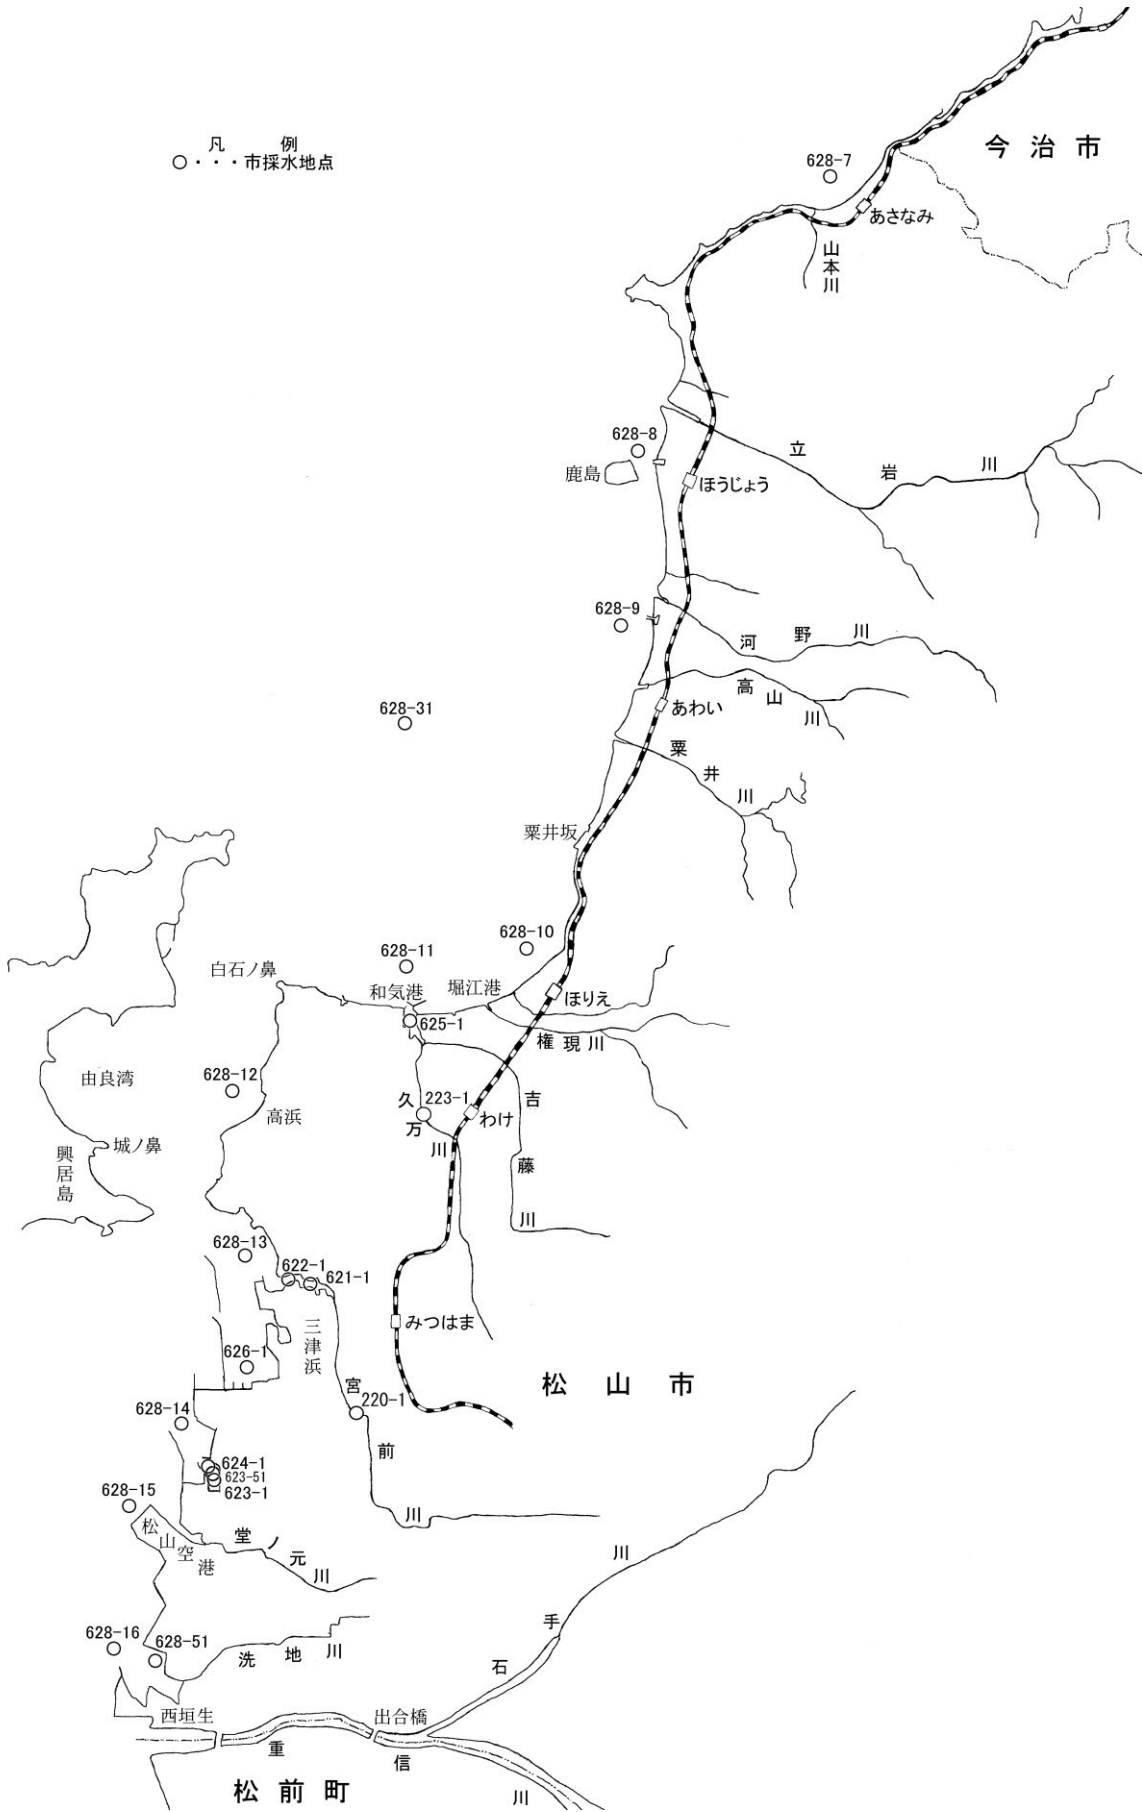 凡 例
○・・・市採水地点
今治市
628-7
あさなみ
山本川
628-8
鹿島
ほうじょう
立岩川
628-9
河野川
高山川
628-31
あわい
粟井川
粟井坂
628-10
628-11
白石ノ鼻
和気港
堀江港
ほりえ
625-1
権現川
由良湾
628-12
高浜
久万川
223-1
わけ
吉藤川
城ノ鼻
興居島
628-13
622-1
621-1
三津浜
みつはま
626-1
松山市
宮前川
220-1
628-14
624-1
623-51
623-1
628-15
松山空港
堂ノ元川
石手川
628-16
628-51
洗地川
西垣生
出合橋
重信川
松前町